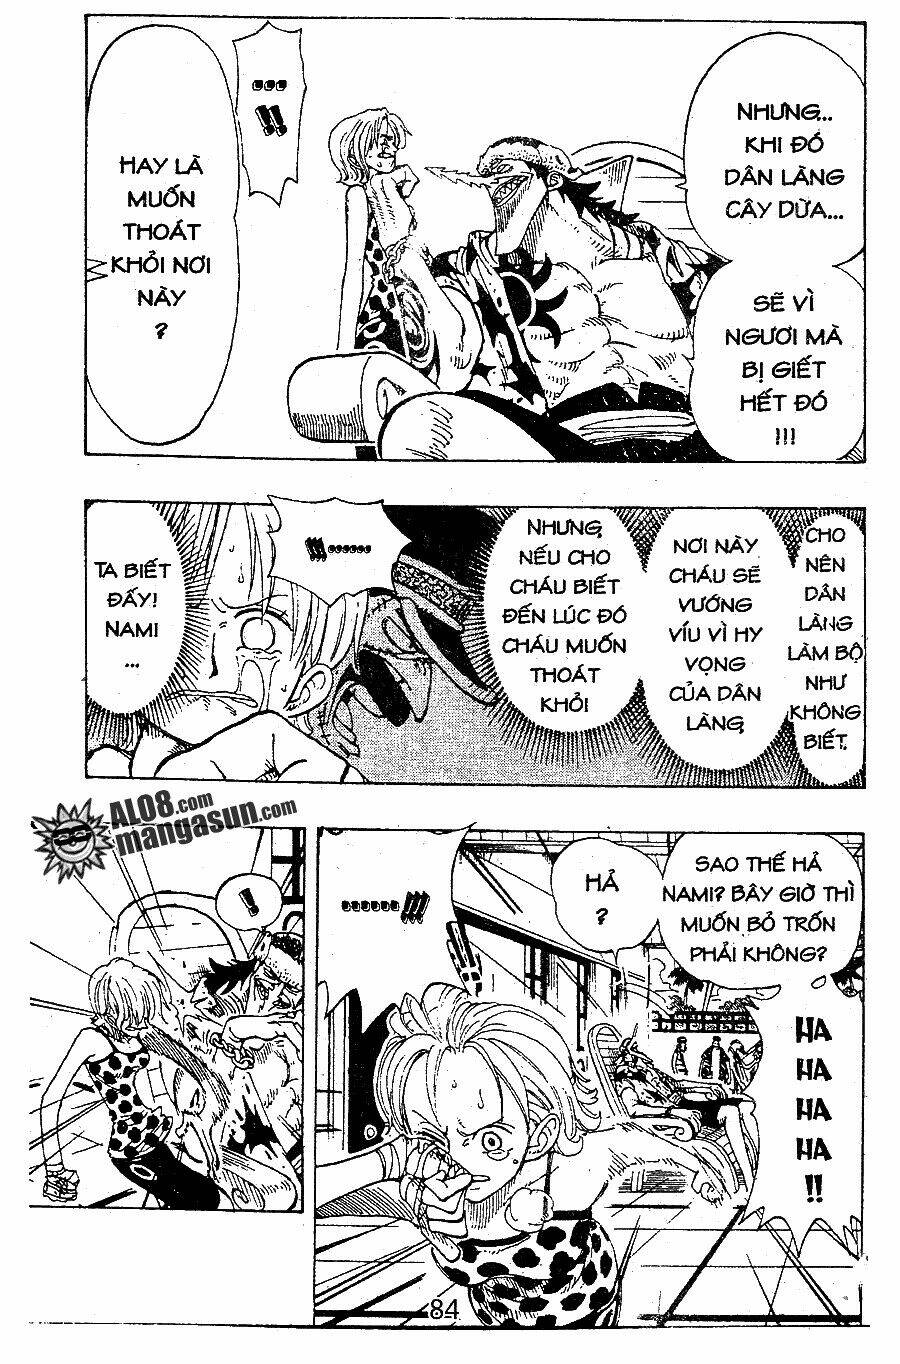 NHƯNG...
KHI ĐÓ
DÂN LÀNG
CÂY DỪA...
SẼ VÌ
NGƯƠI MÀ
BỊ GIẾT
HẾT ĐÓ
!!!
...
!!
HAY LÀ
MUỐN
THOÁT
KHỎI NƠI
NÀY
?
CHO
NÊN
DÂN
LÀNG
LÀM BỘ
NHƯ
KHÔNG
BIẾT.
NƠI NÀY
CHÁU SẼ
VƯỚNG
VÍU VÌ HY
VỌNG
CỦA DÂN
LÀNG,
NHƯNG,
NẾU CHO
CHÁU BIẾT
ĐẾN LÚC ĐÓ
CHÁU MUỐN
THOÁT
KHỎI
!!!......
TA BIẾT
ĐẤY!
NAMI
...
AL08.com
mangasun.com
SAO THẾ HẢ
NAMI? BÂY GIỜ THÌ
MUỐN BỎ TRỐN
PHẢI KHÔNG?
HẢ
?
HA
HA
HA
HA
!!
......!!!
!!
!!
84